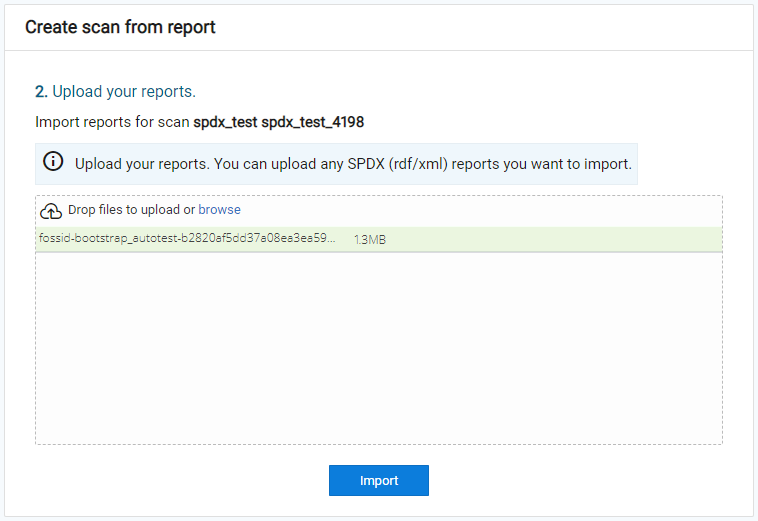 Create scan from report
2. Upload your reports.
Import reports for scan spdx_test spdx_test_4198
Upload your reports. You can upload any SPDX (rdf/xml) reports you want to import.
Drop files to upload or browse
fossid-bootstrap_autotest-b2820af5dd37a08ea3ea59... 1.3MB
Import